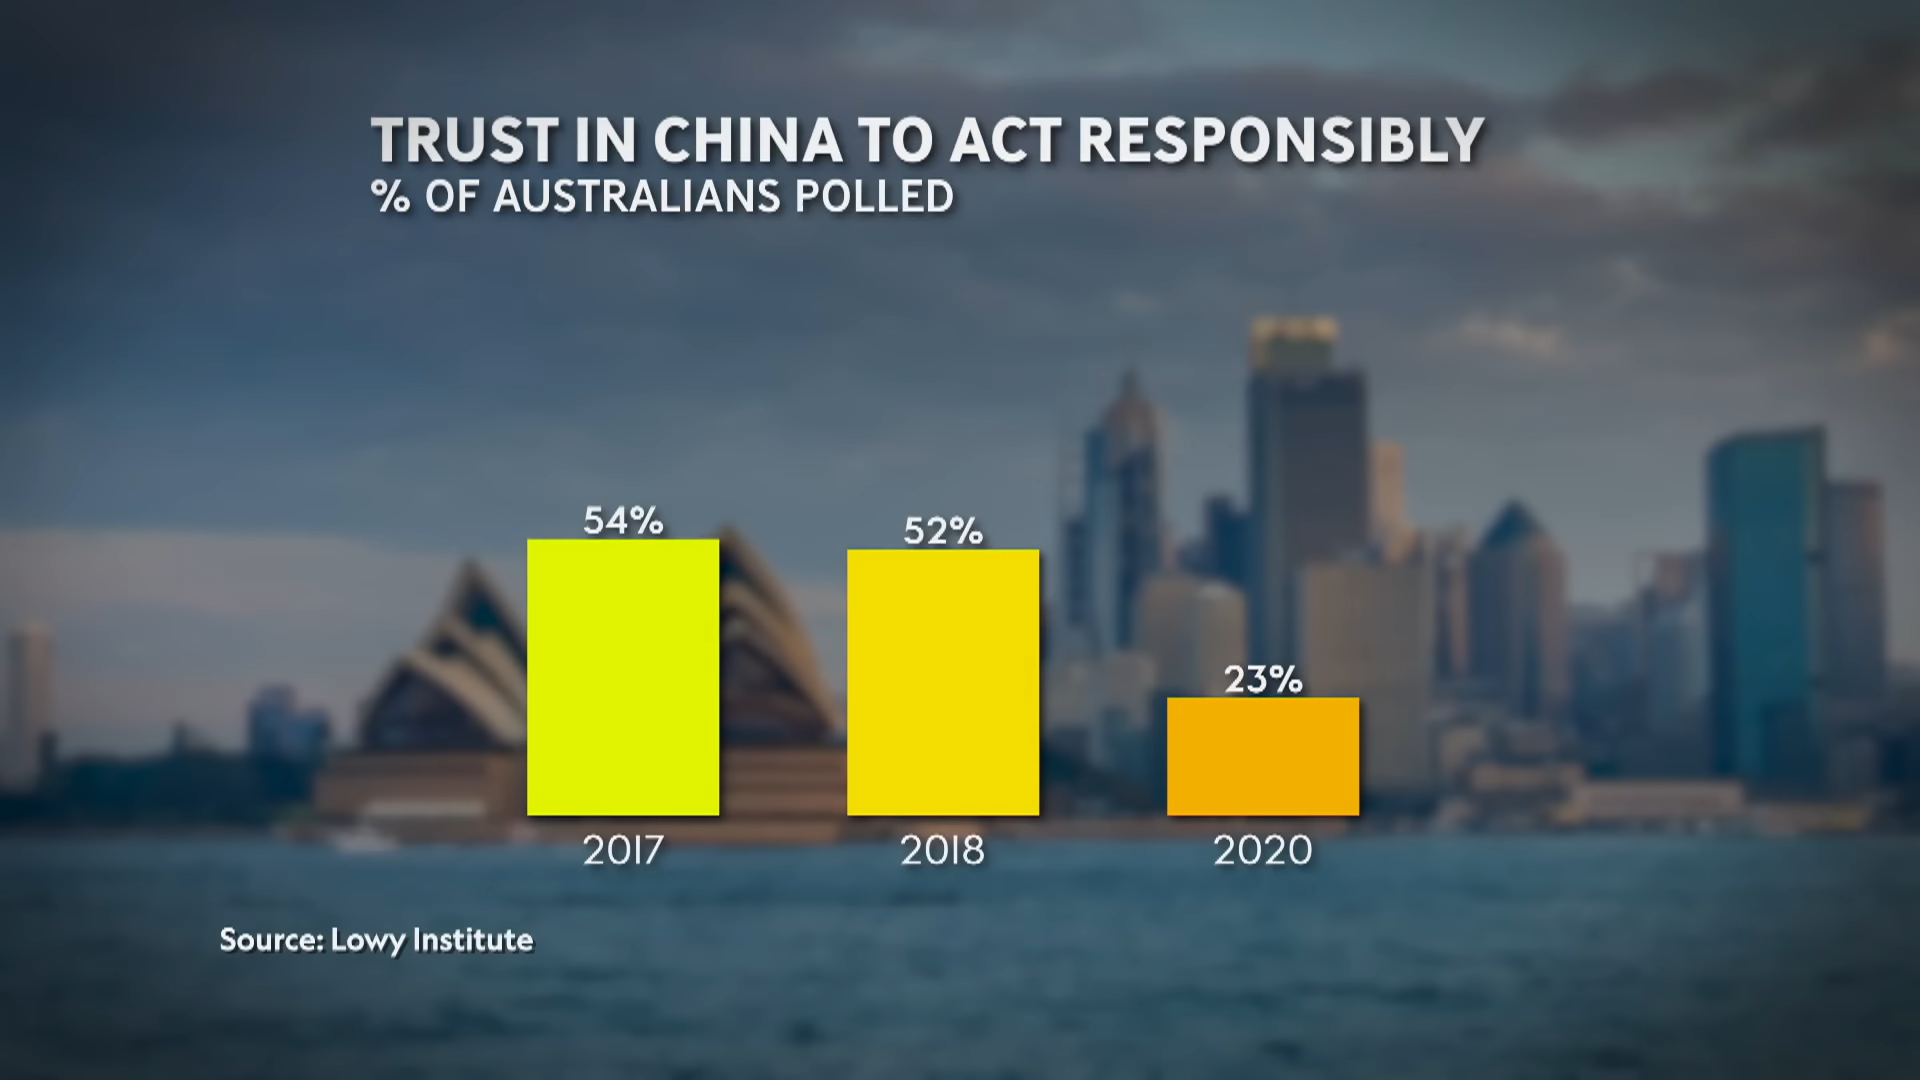 TRUST IN CHINA TO ACT RESPONSIBLY
% OF AUSTRALIANS POLLED
54%
52%
23%
2017
2018
2020
Source: Lowy Institute